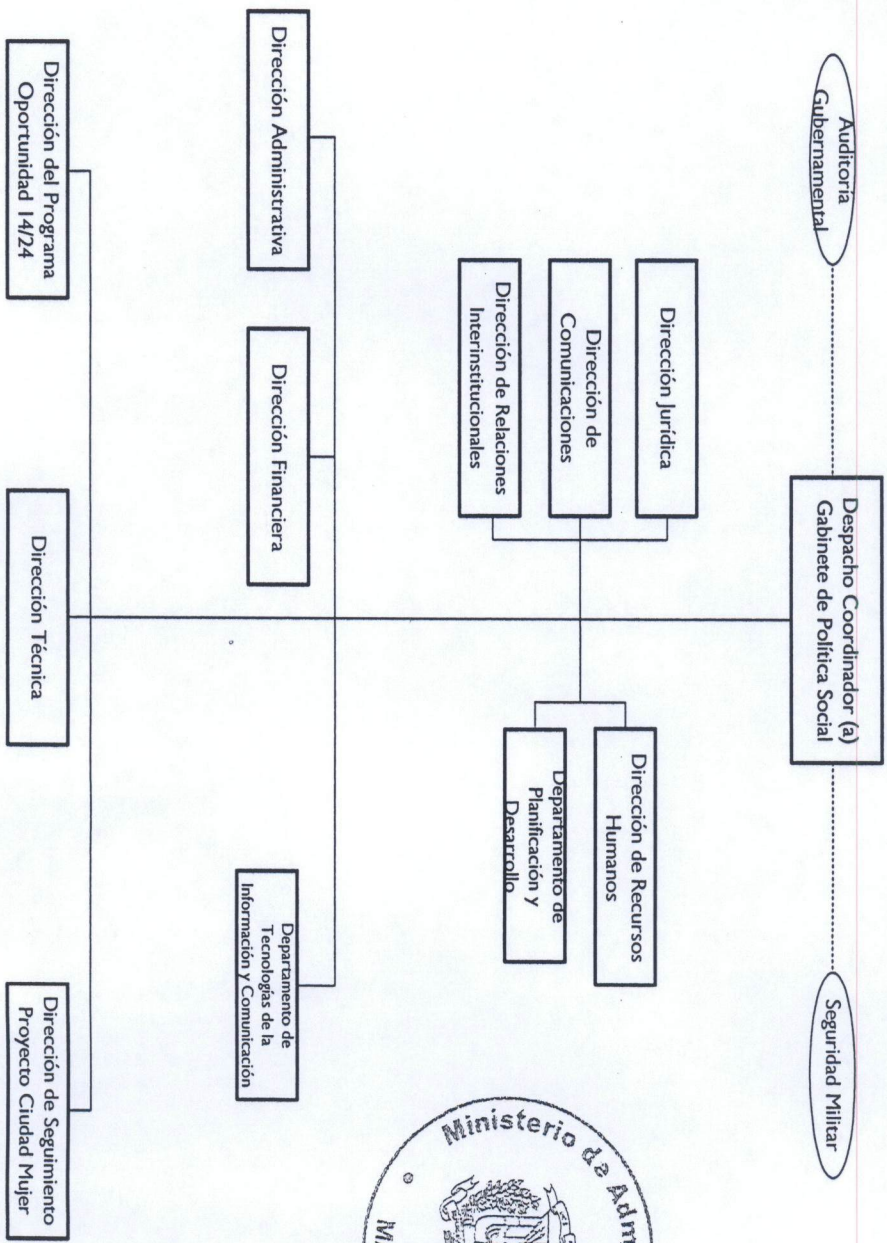 Despacho Coordinador (a)
Gabinete de Política Social
Auditoría
Gubernamental
Seguridad Militar
Dirección Jurídica
Dirección de
Comunicaciones
Dirección de Relaciones
Interinstitucionales
Dirección de Recursos
Humanos
Departamento de
Planificación y
Desarrollo
Dirección Administrativa
Dirección Financiera
Departamento de
Tecnologías de la
Información y Comunicación
Dirección del Programa
Oportunidad 14/24
Dirección Técnica
Dirección de Seguimiento
Proyecto Ciudad Mujer
Ministerio de Adm